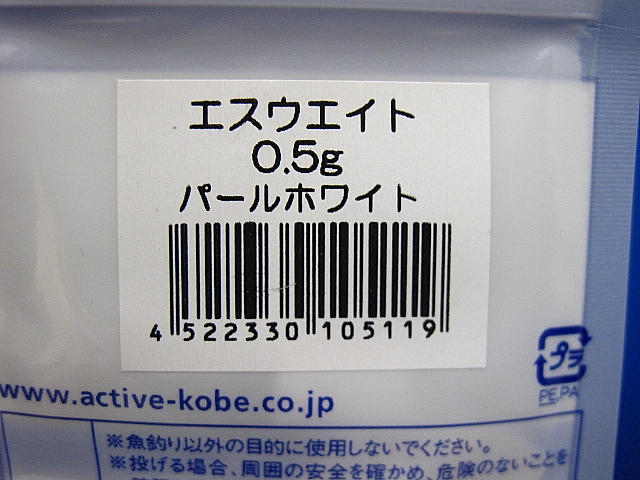 エスウエイト
0.5g
パールホワイト
4 522330 105119
プラ
PE,PA
www.active-kobe.co.jp
※魚釣り以外の目的に使用しないでください。
※投げる場合、周囲の安全を確かめ、危険のないことを